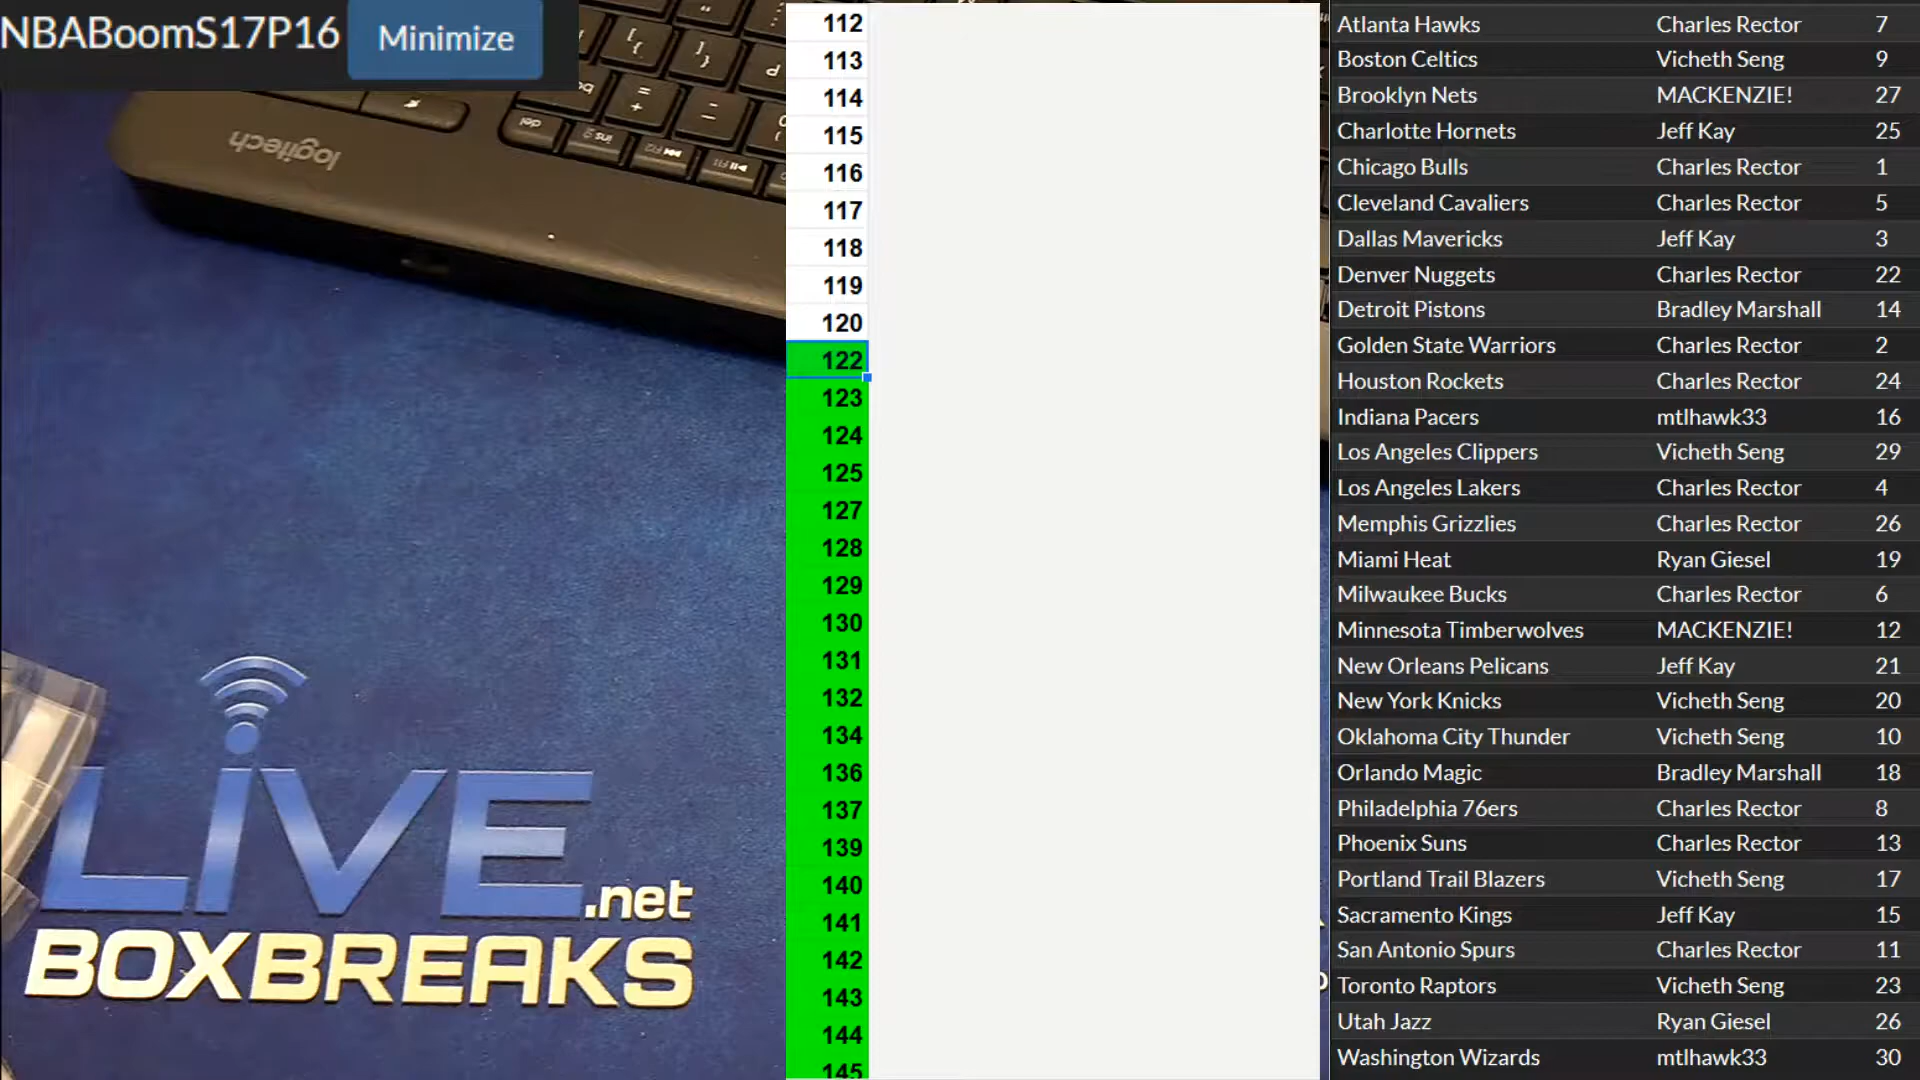 NBABoomS17P16 Minimize
logitech
del
ins
LIVE
.net
BOXBREAKS
112
113
114
115
116
117
118
119
120
122
123
124
125
127
128
129
130
131
132
134
136
137
139
140
141
142
143
144
145
Atlanta Hawks Charles Rector 7
Boston Celtics Vicheth Seng 9
Brooklyn Nets MACKENZIE! 27
Charlotte Hornets Jeff Kay 25
Chicago Bulls Charles Rector 1
Cleveland Cavaliers Charles Rector 5
Dallas Mavericks Jeff Kay 3
Denver Nuggets Charles Rector 22
Detroit Pistons Bradley Marshall 14
Golden State Warriors Charles Rector 2
Houston Rockets Charles Rector 24
Indiana Pacers mtlhawk33 16
Los Angeles Clippers Vicheth Seng 29
Los Angeles Lakers Charles Rector 4
Memphis Grizzlies Charles Rector 26
Miami Heat Ryan Giesel 19
Milwaukee Bucks Charles Rector 6
Minnesota Timberwolves MACKENZIE! 12
New Orleans Pelicans Jeff Kay 21
New York Knicks Vicheth Seng 20
Oklahoma City Thunder Vicheth Seng 10
Orlando Magic Bradley Marshall 18
Philadelphia 76ers Charles Rector 8
Phoenix Suns Charles Rector 13
Portland Trail Blazers Vicheth Seng 17
Sacramento Kings Jeff Kay 15
San Antonio Spurs Charles Rector 11
Toronto Raptors Vicheth Seng 23
Utah Jazz Ryan Giesel 26
Washington Wizards mtlhawk33 30